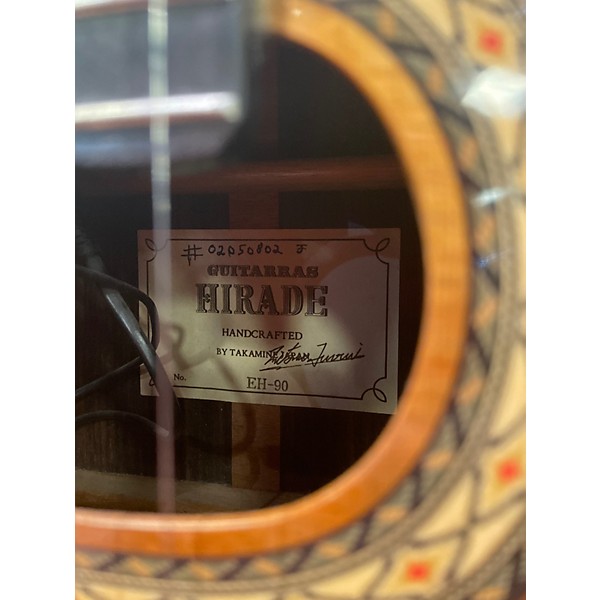 # 02050802 F
GUITARRAS
HIRADE
HANDCRAFTED
BY TAKAMINE
No. EH-90